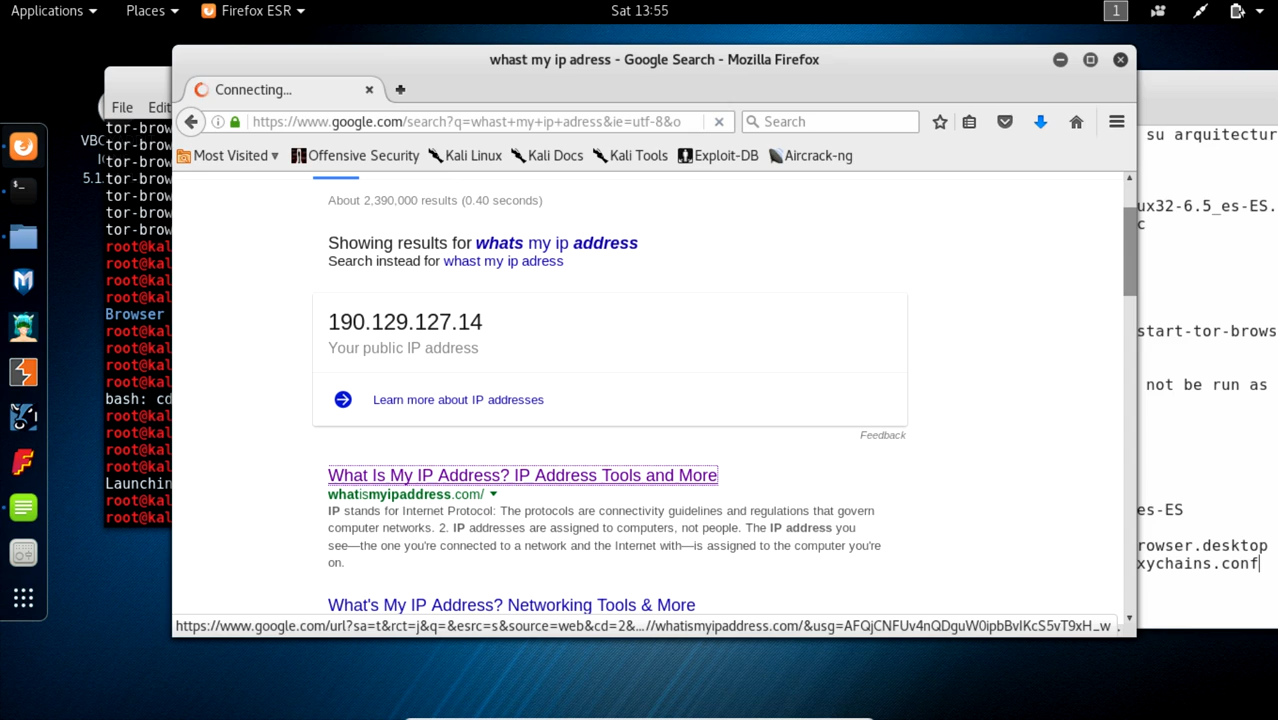 Applications Places Firefox ESR Sat 13:55 1
whast my ip adress - Google Search - Mozilla Firefox
Connecting...
File Edit
https://www.google.com/search?q=whast+my+ip+adress&ie=utf-8&o Search
Most Visited Offensive Security Kali Linux Kali Docs Kali Tools Exploit-DB Aircrack-ng
About 2,390,000 results (0.40 seconds)
Showing results for whats my ip address
Search instead for whast my ip adress
190.129.127.14
Your public IP address
Learn more about IP addresses
Feedback
What Is My IP Address? IP Address Tools and More
whatismyipaddress.com/
IP stands for Internet Protocol: The protocols are connectivity guidelines and regulations that govern
computer networks. 2. IP addresses are assigned to computers, not people. The IP address you
see—the one you're connected to a network and the Internet with—is assigned to the computer you're
on.
What's My IP Address? Networking Tools & More
https://www.google.com/url?sa=t&rct=j&q=&esrc=s&source=web&cd=2&...//whatismyipaddress.com/&usg=AFQjCNFUv4nQDguW0ipbBvIKcS5vT9xH_w
VBC
5.1.
tor-brow
tor-brow
tor-brow
tor-brow
tor-brow
tor-brow
tor-brow
root@kal
root@kal
root@kal
root@kal
Browser
root@kal
root@kal
root@kal
root@kal
bash: cd
root@kal
root@kal
root@kal
root@kal
Launchin
root@kal
root@kal
su arquitectur
ux32-6.5_es-ES.
c
start-tor-brows
not be run as
es-ES
rowser.desktop
xychains.conf